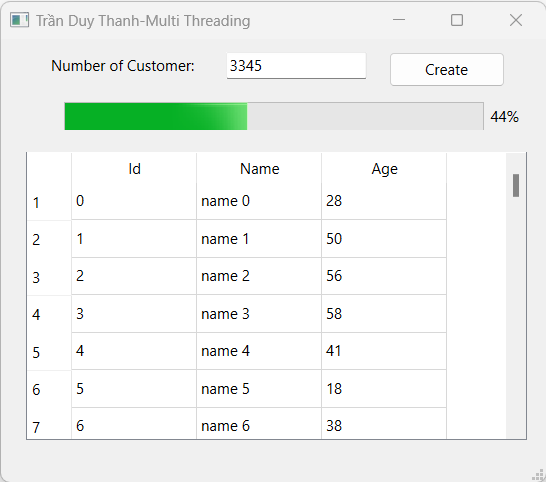 Trần Duy Thanh-Multi Threading
Number of Customer: 3345 Create
44%
Id Name Age
1 0 name 0 28
2 1 name 1 50
3 2 name 2 56
4 3 name 3 58
5 4 name 4 41
6 5 name 5 18
7 6 name 6 38